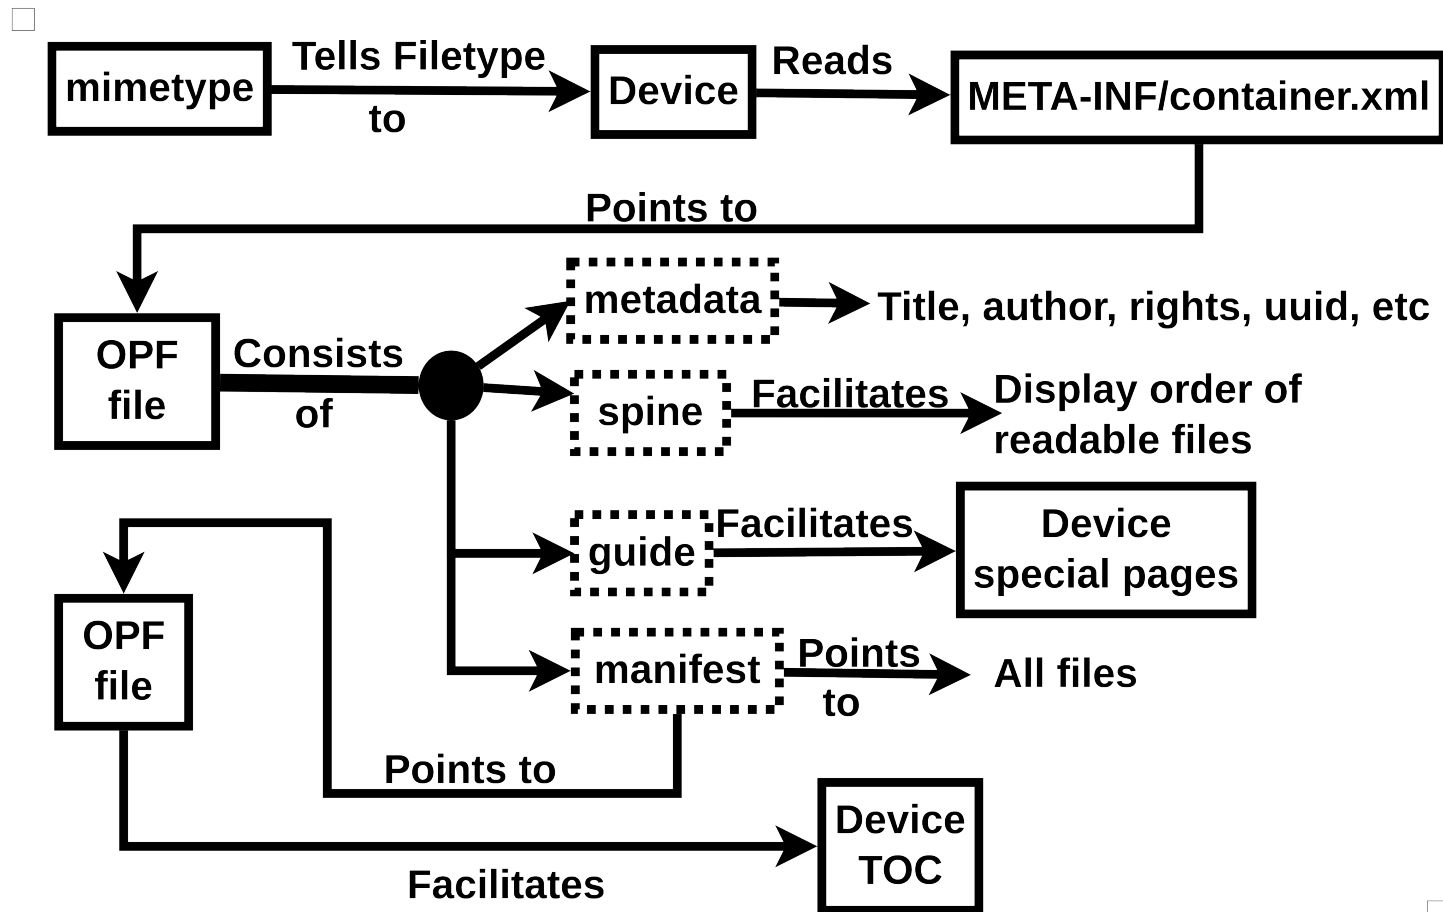 Tells Filetype
to
mimetype
Device
Reads
META-INF/container.xml
Points to
OPF
file
Consists
of
metadata
Title, author, rights, uuid, etc
spine
Facilitates
Display order of
readable files
guide
Facilitates
Device
special pages
OPF
file
manifest
Points
to
All files
Points to
Device
TOC
Facilitates